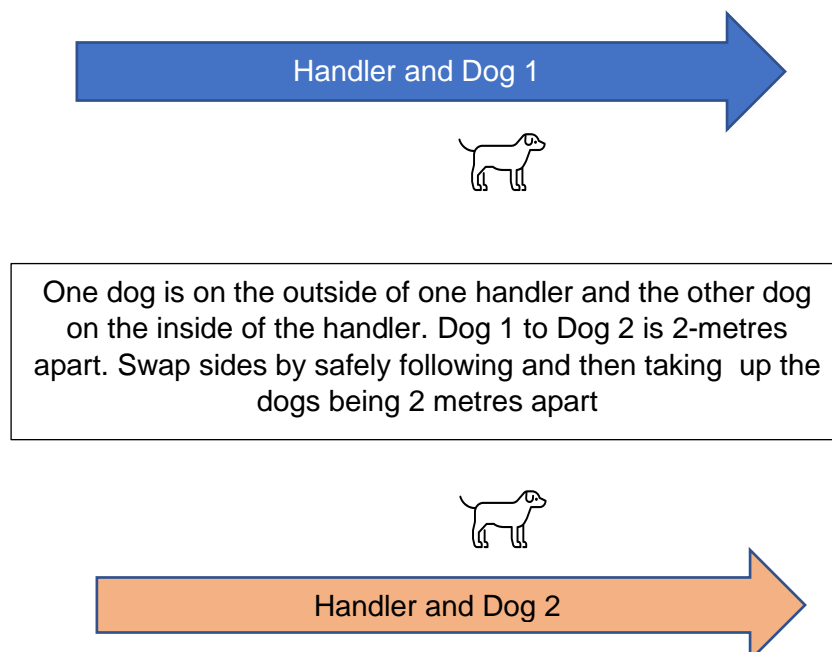 Handler and Dog 1
One dog is on the outside of one handler and the other dog
on the inside of the handler. Dog 1 to Dog 2 is 2-metres
apart. Swap sides by safely following and then taking  up the
dogs being 2 metres apart
Handler and Dog 2